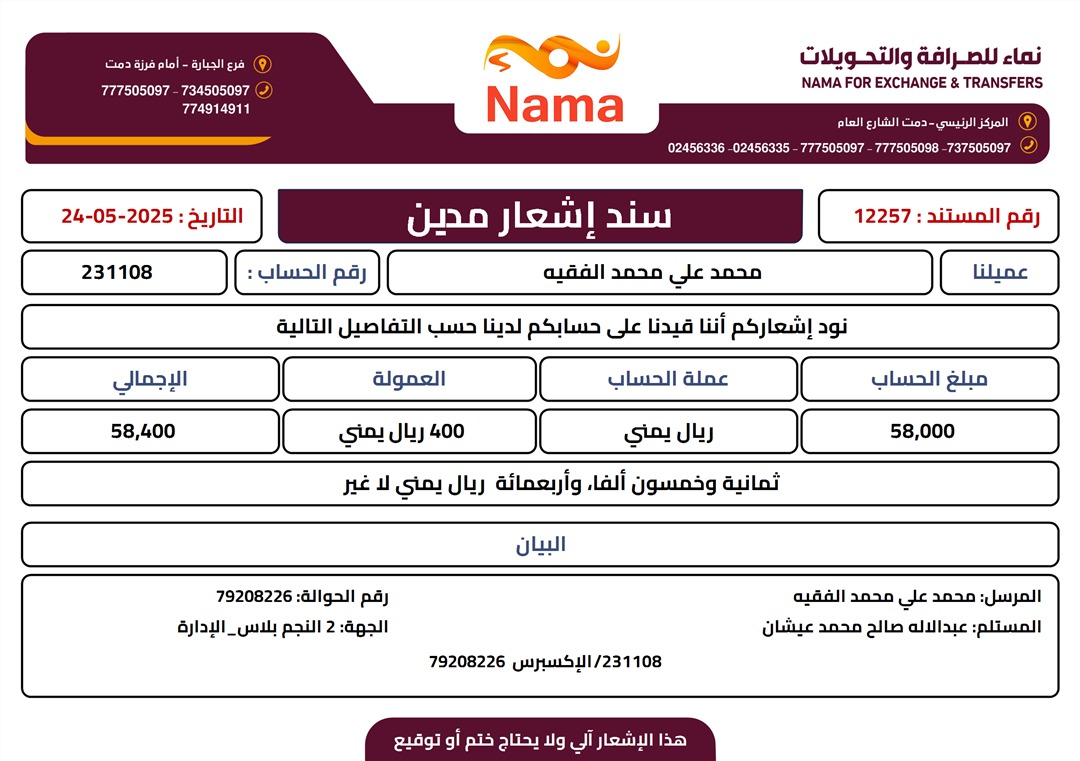 نماء للصرافة والتحويلات
NAMA FOR EXCHANGE & TRANSFERS
المركز الرئيسي-دمت الشارع العام
02456336 -02456335 - 777505097 - 777505098 -737505097
Nama
فرع الجبارة - أمام فرزة دمت
777505097 - 734505097
774914911
رقم المستند : 12257
سند إشعار مدين
التاريخ : 24-05-2025
عميلنا
محمد علي محمد الفقيه
رقم الحساب :
231108
نود إشعاركم أننا قيدنا على حسابكم لدينا حسب التفاصيل التالية
مبلغ الحساب
عملة الحساب
العمولة
الإجمالي
58,000
ريال يمني
400 ريال يمني
58,400
ثمانية وخمسون ألفا، وأربعمائة ريال يمني لا غير
البيان
المرسل: محمد علي محمد الفقيه
رقم الحوالة: 79208226
المستلم: عبدالاله صالح محمد عيشان
الجهة: 2 النجم بلاس_الإدارة
231108/الإكسبرس 79208226
هذا الإشعار آلي ولا يحتاج ختم أو توقيع